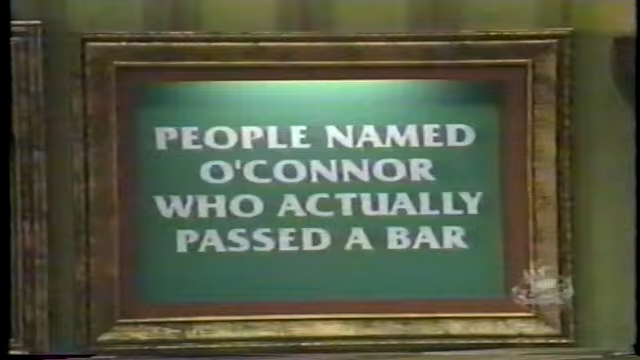 PEOPLE NAMED
O'CONNOR
WHO ACTUALLY
PASSED A BAR